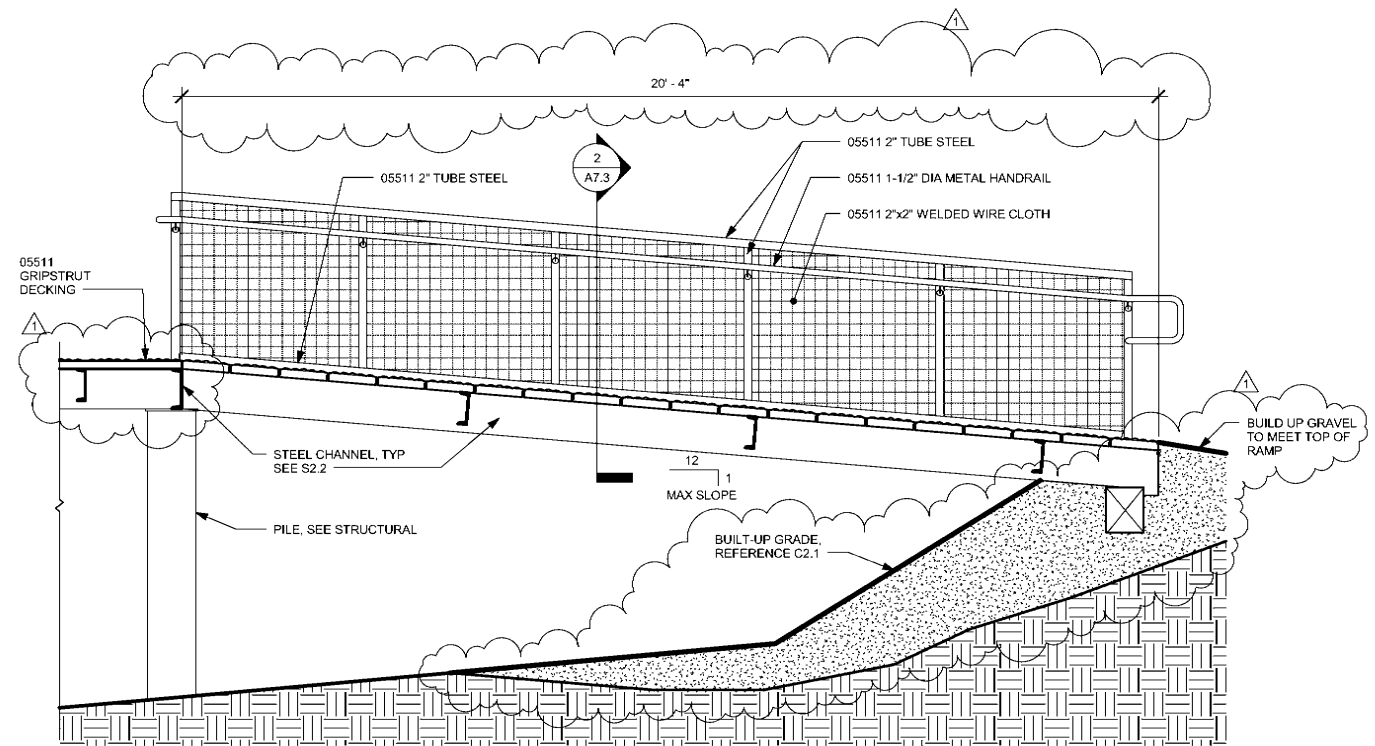 1
20' - 4"
05511 2" TUBE STEEL
2
A7.3
05511 2" TUBE STEEL
05511 1-1/2" DIA METAL HANDRAIL
05511 2"x2" WELDED WIRE CLOTH
05511
GRIPSTRUT
DECKING
1
1
BUILD UP GRAVEL
TO MEET TOP OF
RAMP
STEEL CHANNEL, TYP
SEE S2.2
12
1
MAX SLOPE
PILE, SEE STRUCTURAL
BUILT-UP GRADE,
REFERENCE C2.1